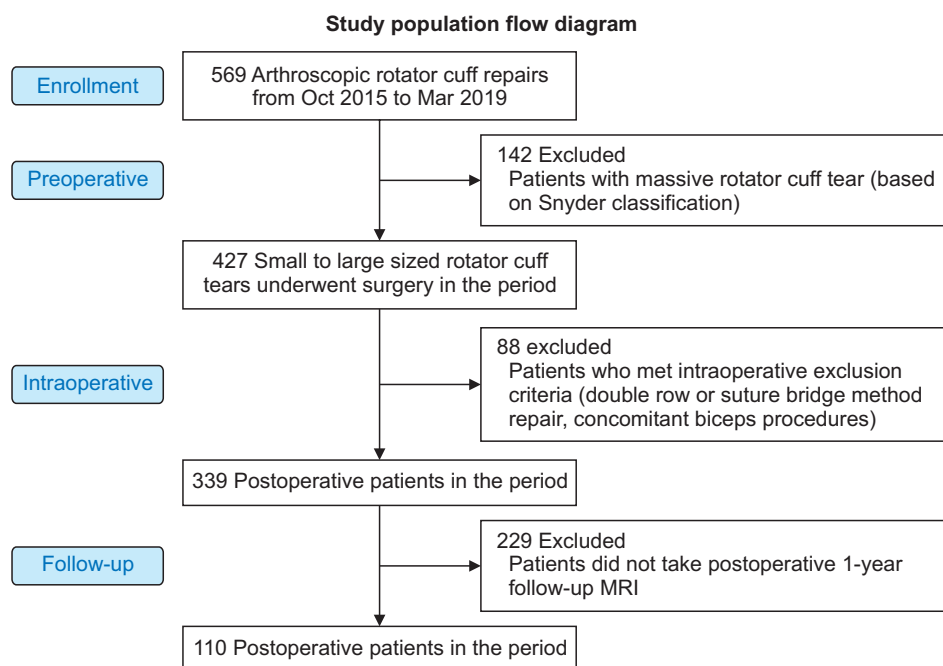 Study population flow diagram
Enrollment
569 Arthroscopic rotator cuff repairs
from Oct 2015 to Mar 2019
Preoperative
142 Excluded
Patients with massive rotator cuff tear (based
on Snyder classification)
427 Small to large sized rotator cuff
tears underwent surgery in the period
Intraoperative
88 excluded
Patients who met intraoperative exclusion
criteria (double row or suture bridge method
repair, concomitant biceps procedures)
339 Postoperative patients in the period
Follow-up
229 Excluded
Patients did not take postoperative 1-year
follow-up MRI
110 Postoperative patients in the period